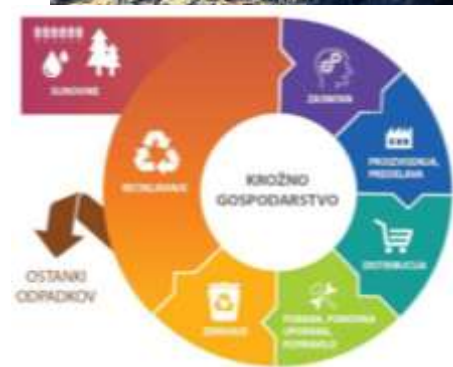 SUROVINE
ZASNOVA
PROIZVODNJA,
PREDELAVA
DISTRIBUCIJA
PORABA, PONOVNA
UPORABA,
POPRAVILO
ZBIRANJE
RECIKLIRANJE
KROŽNO
GOSPODARSTVO
OSTANKI
ODPADKOV